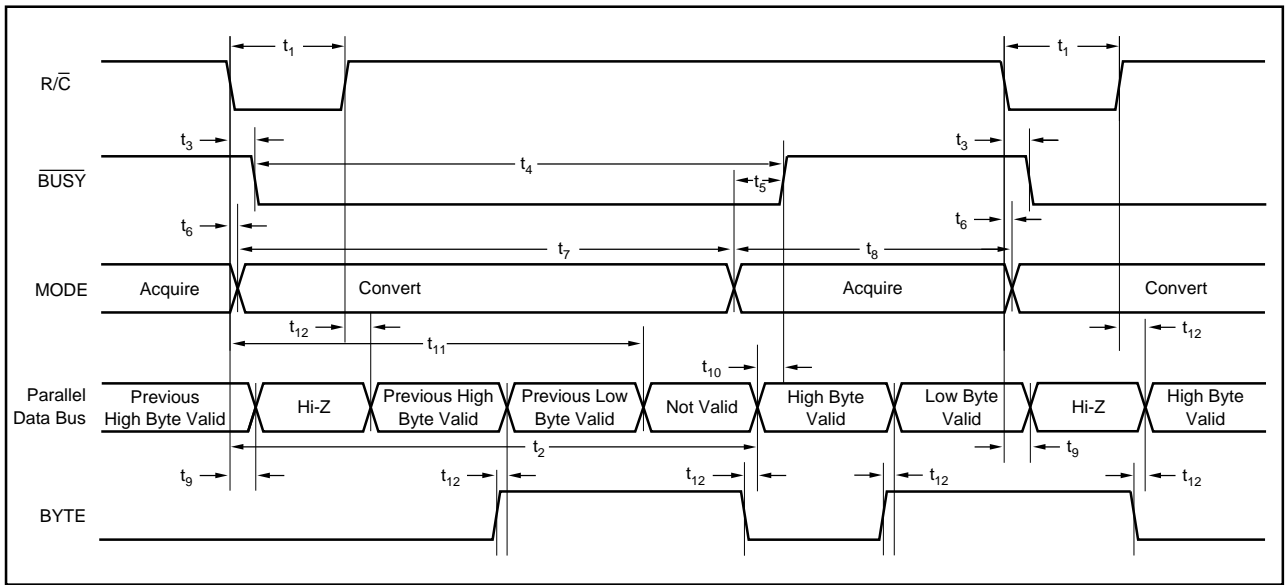 t1 t1
R/C̅
t3 t4 t3
B̅U̅S̅Y̅ t5
t6 t6
t7 t8
MODE Acquire Convert Acquire Convert
t12 t11 t12
t10
Parallel Data Bus
Previous High Byte Valid
Hi-Z
Previous High Byte Valid
Previous Low Byte Valid
Not Valid
High Byte Valid
Low Byte Valid
Hi-Z
High Byte Valid
t2
t9 t12 t12 t12 t9 t12
BYTE